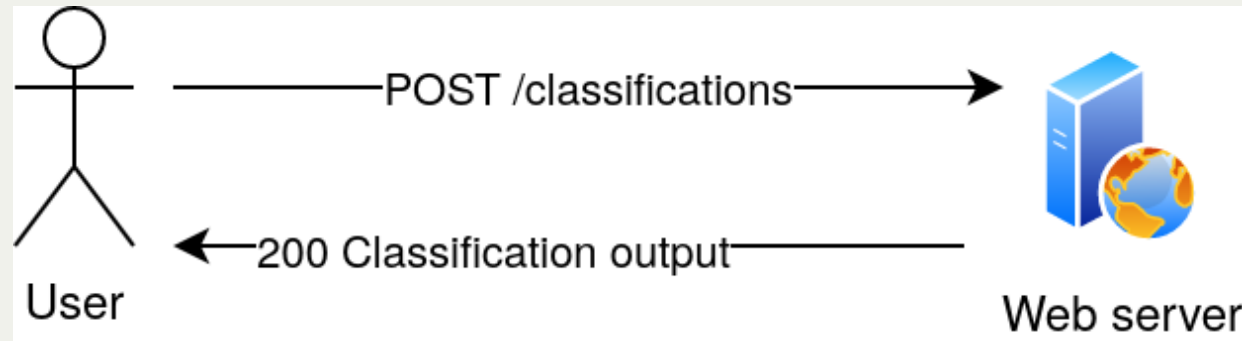 POST /classifications
200 Classification output
User
Web server